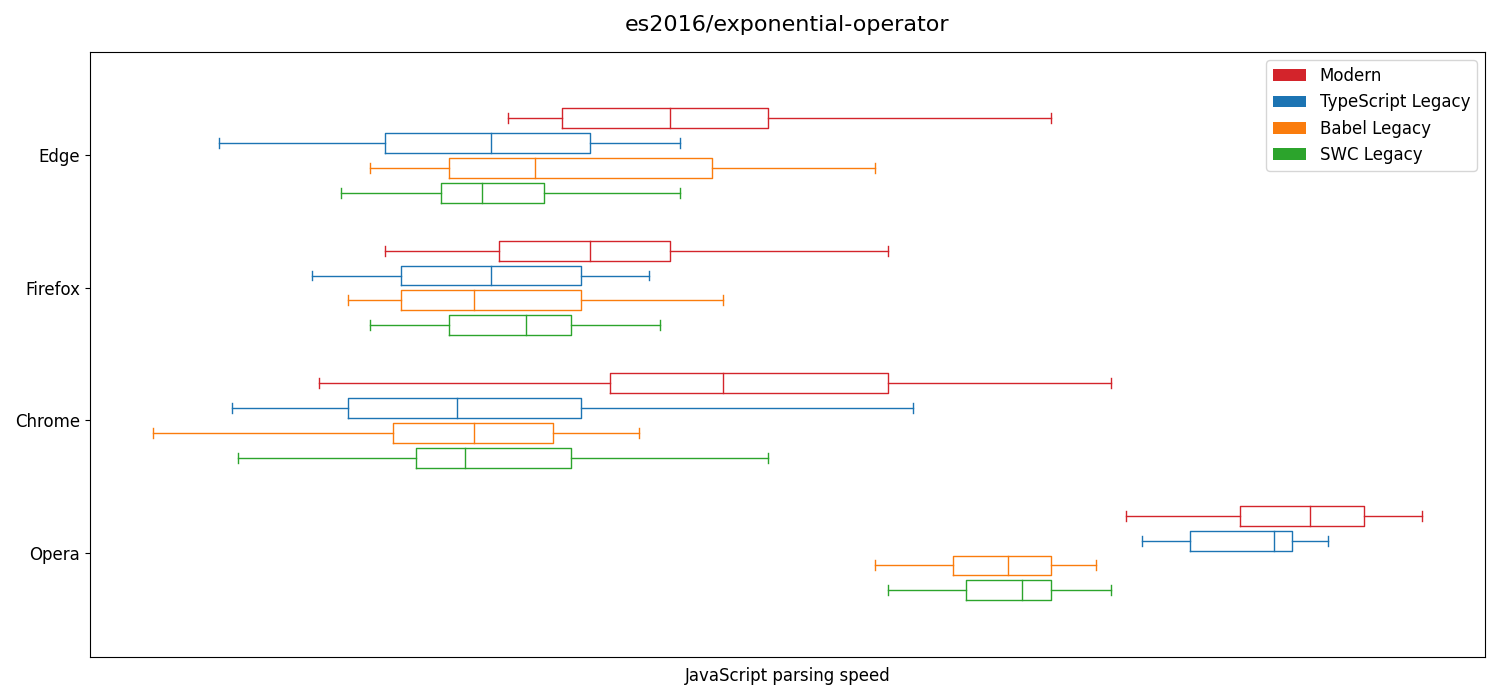 es2016/exponential-operator
Modern
TypeScript Legacy
Babel Legacy
SWC Legacy
Edge
Firefox
Chrome
Opera
JavaScript parsing speed